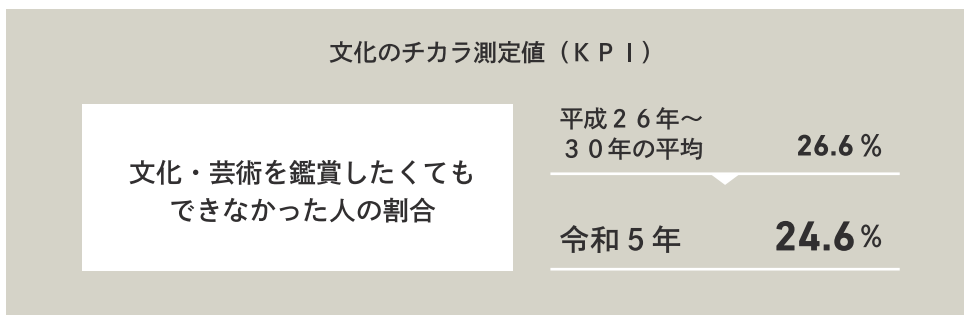 文化のチカラ測定値（ＫＰＩ）
文化・芸術を鑑賞したくても
できなかった人の割合
平成２６年～
３０年の平均 26.6％
令和５年 24.6％